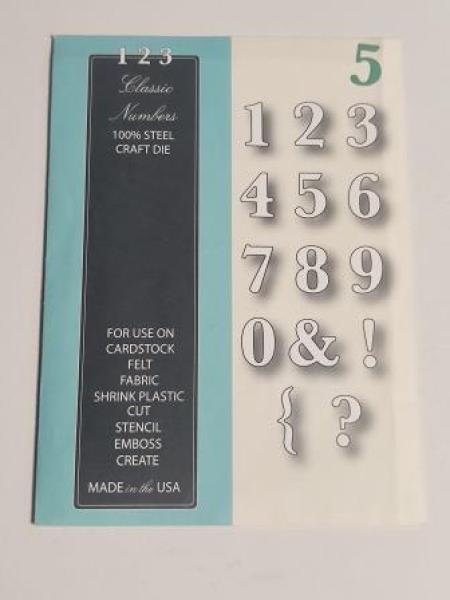 1 2 3
Classic
Numbers
100% STEEL
CRAFT DIE
FOR USE ON
CARDSTOCK
FELT
FABRIC
SHRINK PLASTIC
CUT
STENCIL
EMBOSS
CREATE
MADE in the USA
5
1 2 3
4 5 6
7 8 9
0 & !
{ ?